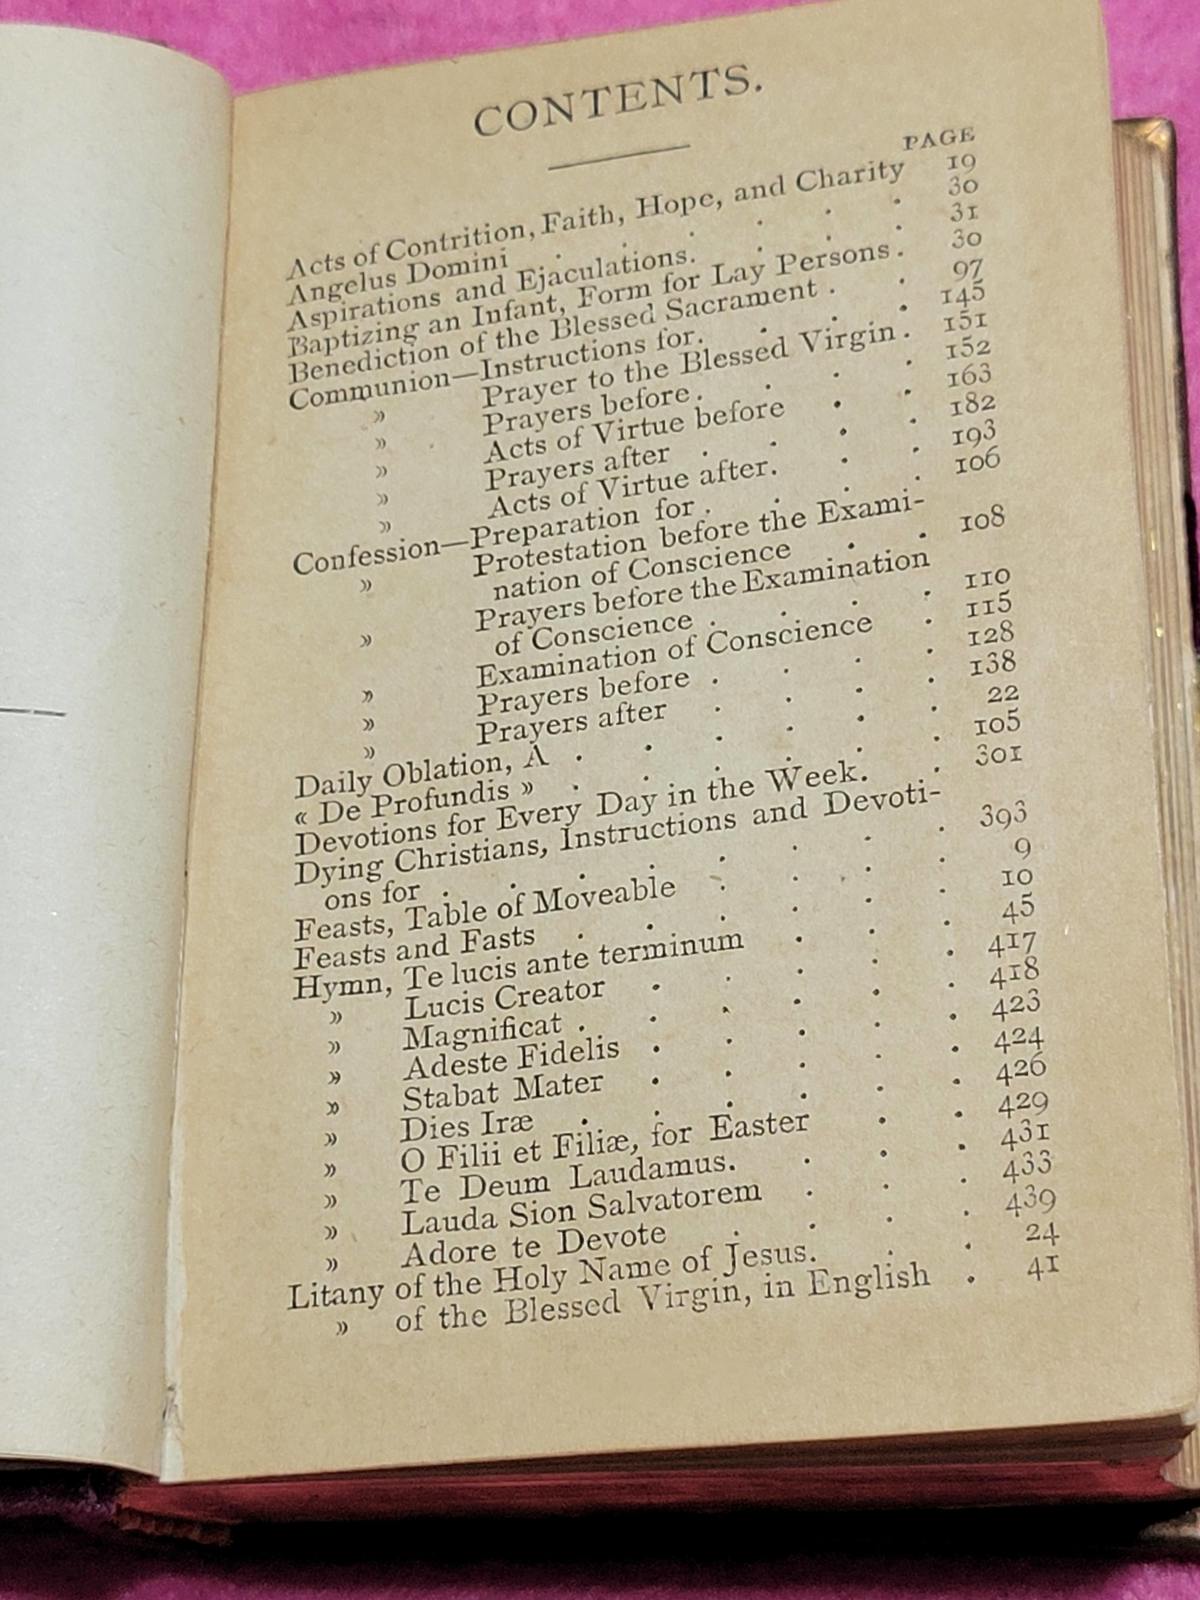 CONTENTS.
PAGE
Acts of Contrition, Faith, Hope, and Charity 19
Angelus Domini . . . . . . 30
Aspirations and Ejaculations. . . . 31
Baptizing an Infant, Form for Lay Persons. 30
Benediction of the Blessed Sacrament . . 97
Communion—Instructions for. . . . 145
» Prayer to the Blessed Virgin. 151
» Prayers before. . . . 152
» Acts of Virtue before . . 163
» Prayers after . . . . 182
» Acts of Virtue after. . . 193
Confession—Preparation for . . . . 106
» Protestation before the Exami-
nation of Conscience . . 108
» Prayers before the Examination
of Conscience . . . . 110
» Examination of Conscience . 115
» Prayers before . . . . 128
» Prayers after . . . . 138
Daily Oblation, A . . . . . . 22
« De Profundis » . . . . . . 105
Devotions for Every Day in the Week. . 301
Dying Christians, Instructions and Devoti-
ons for . . . . . . . . 393
Feasts, Table of Moveable . . . . 9
Feasts and Fasts . . . . . . 10
Hymn, Te lucis ante terminum . . . 45
» Lucis Creator . . . . . 417
» Magnificat . . . . . . 418
» Adeste Fidelis . . . . . 423
» Stabat Mater . . . . . 424
» Dies Iræ . . . . . . 426
» O Filii et Filiæ, for Easter . . 429
» Te Deum Laudamus. . . . 431
» Lauda Sion Salvatorem . . . 433
» Adore te Devote . . . . 439
Litany of the Holy Name of Jesus. . . 24
» of the Blessed Virgin, in English . 41